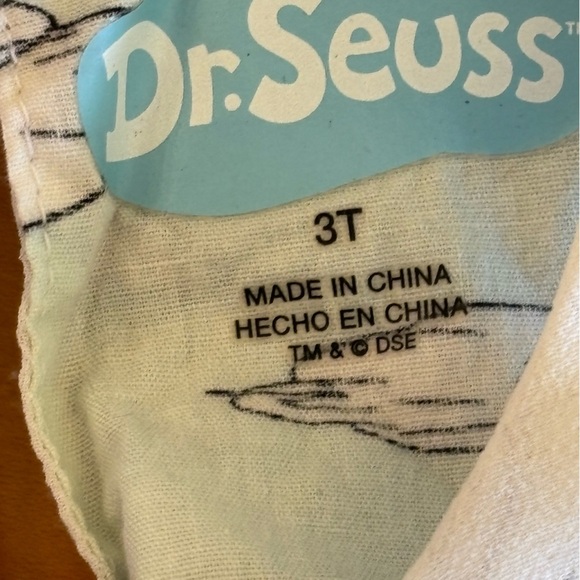 Dr. Seuss™
3T
MADE IN CHINA
HECHO EN CHINA
TM & © DSE